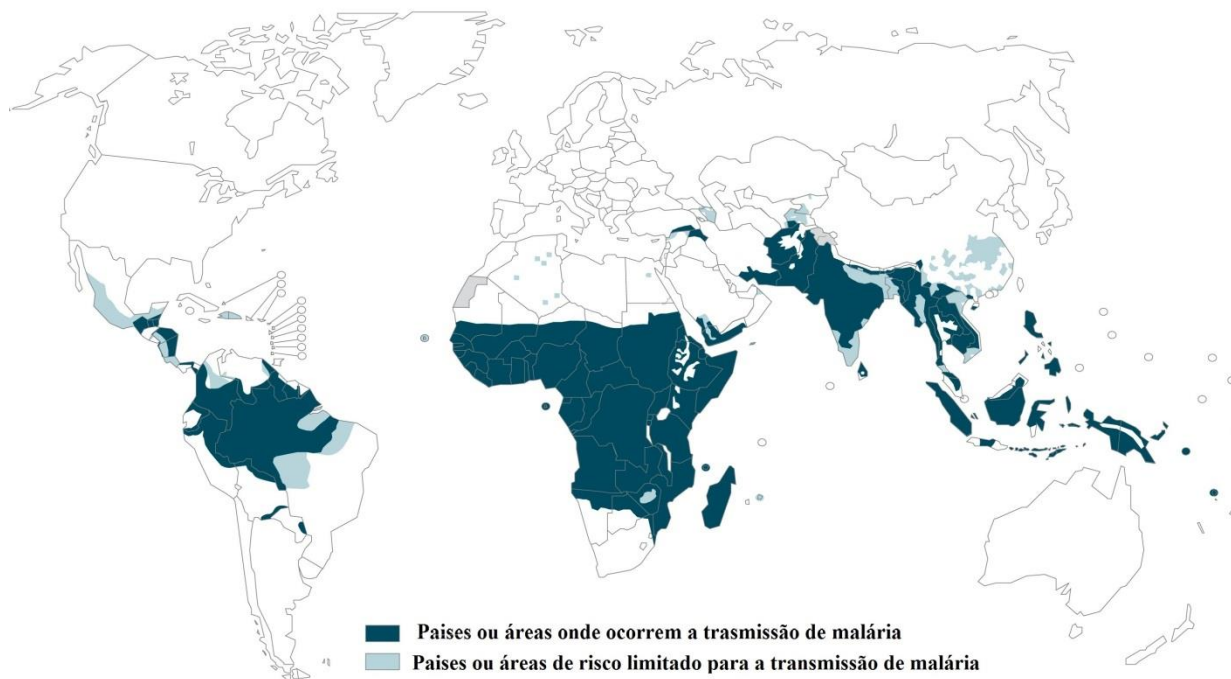 Paises ou áreas onde ocorrem a trasmissão de malária
Paises ou áreas de risco limitado para a transmissão de malária